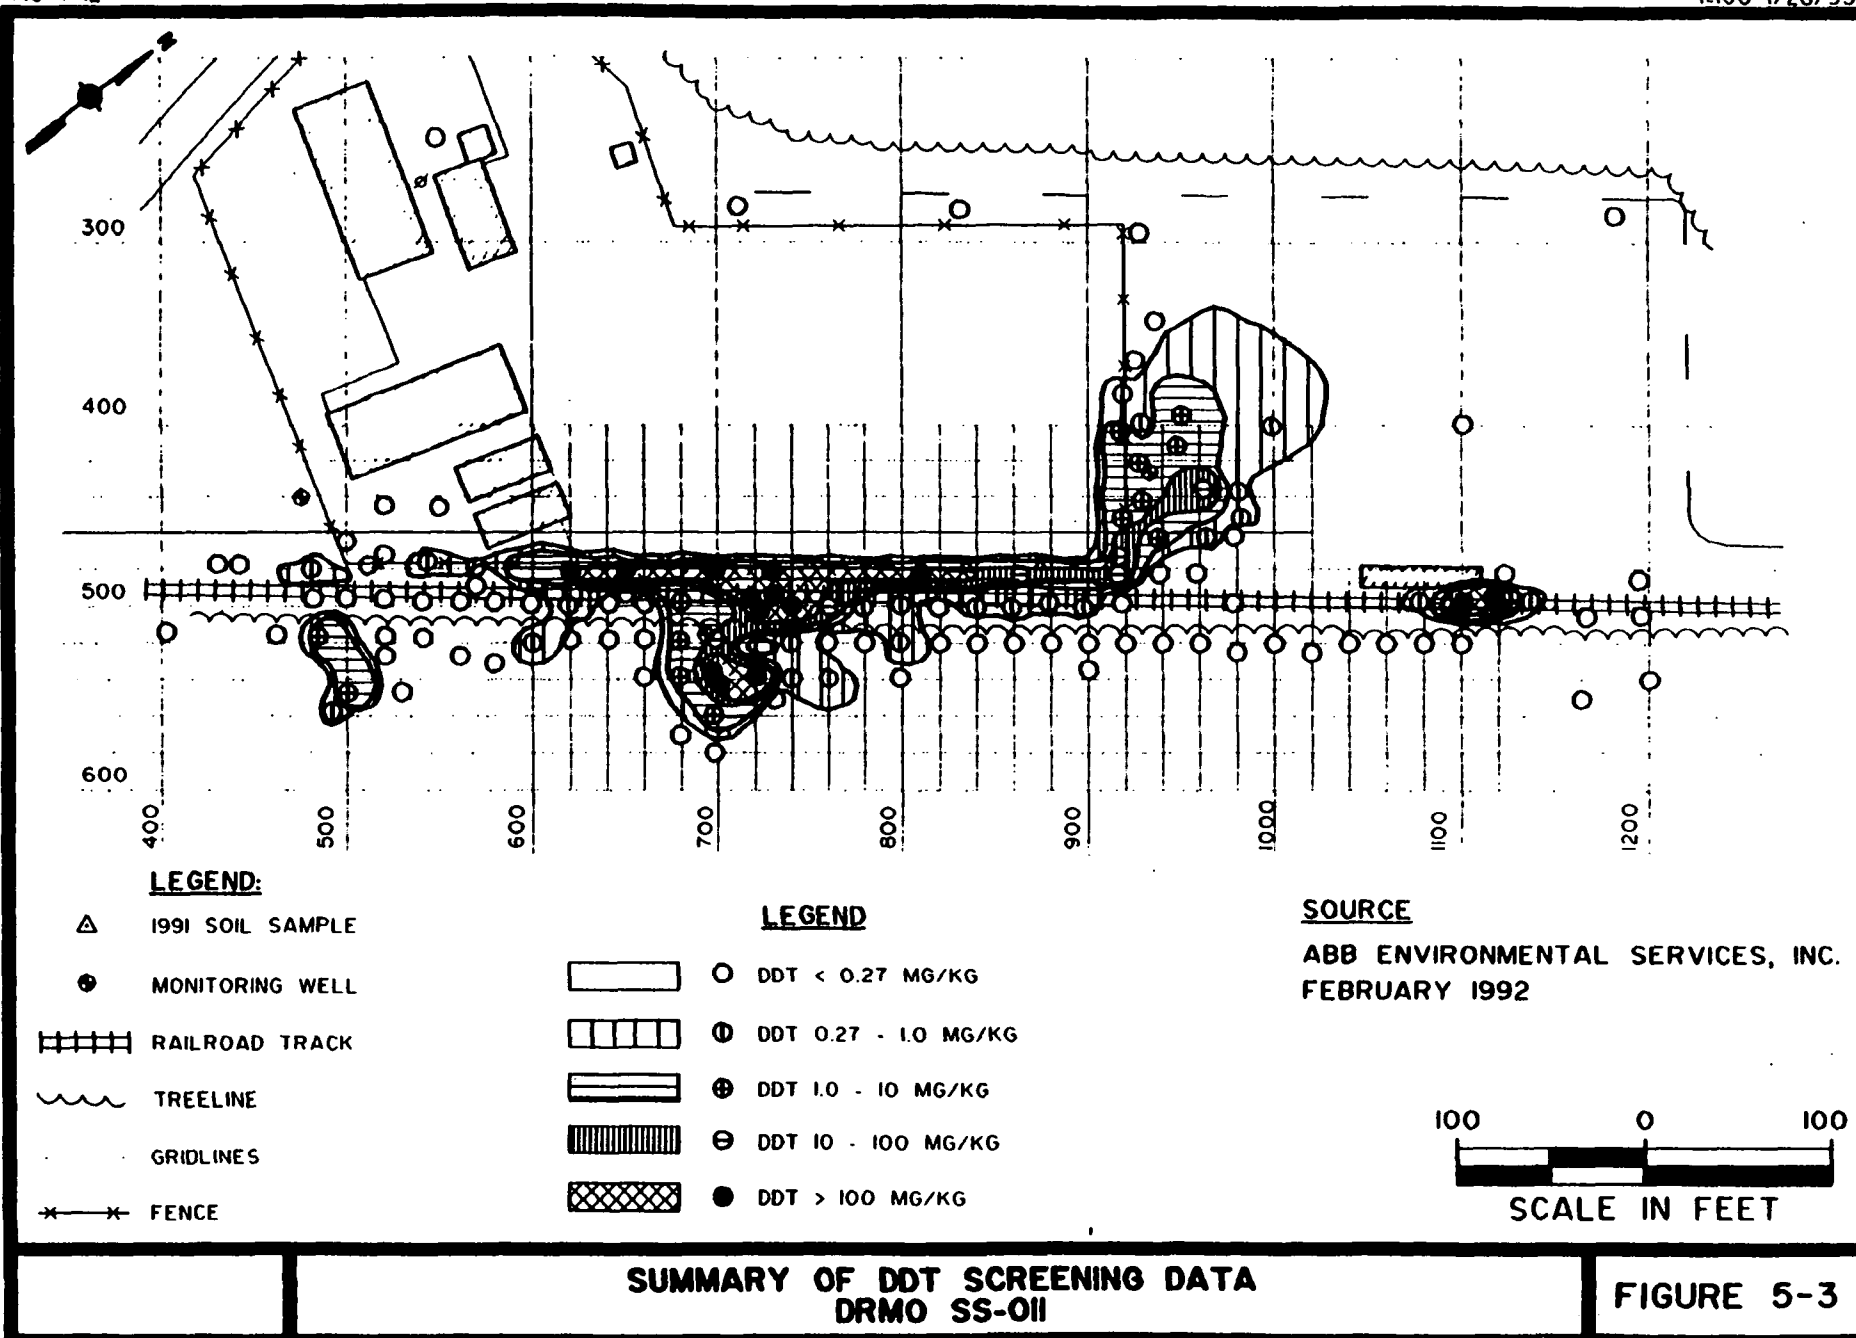 N
300
400
500
600
400
500
600
700
800
900
1000
1100
1200
LEGEND:
1991 SOIL SAMPLE
MONITORING WELL
RAILROAD TRACK
TREELINE
GRIDLINES
FENCE
LEGEND
DDT < 0.27 MG/KG
DDT 0.27 - 1.0 MG/KG
DDT 1.0 - 10 MG/KG
DDT 10 - 100 MG/KG
DDT > 100 MG/KG
SOURCE
ABB ENVIRONMENTAL SERVICES, INC.
FEBRUARY 1992
100 0 100
SCALE IN FEET
SUMMARY OF DDT SCREENING DATA
DRMO SS-011
FIGURE 5-3